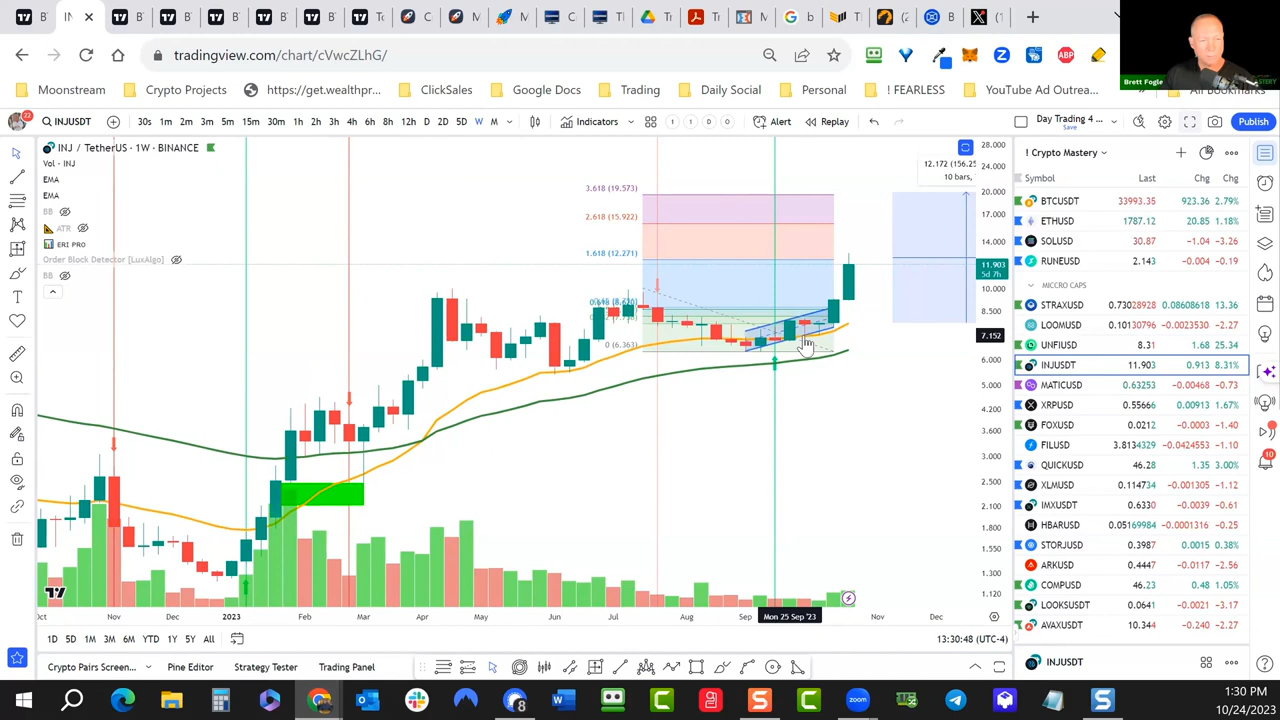 tradingview.com/chart/cVwcZLhG/
Brett Fogle
Moonstream
Crypto Projects
https://get.wealthpr...
ClickSales
Google Docs
Trading
Daily Social
Personal
! FEARLESS
YouTube Ad Outrea...
All Bookmarks
22
INJUSDT
30s 1m 2m 3m 5m 15m 30m 1h 2h 3h 4h 6h 8h 12h D 2D 5D W M
Indicators
Alert
Replay
Day Trading 4 ...
Save
Publish
INJ / TetherUS · 1W · BINANCE
Vol · INJ
EMA
EMA
BB
ATR
ERI PRO
Order Block Detector [LuxAlgo]
BB
12.172 (156.25
10 bars,
3.618 (19.573)
2.618 (15.922)
1.618 (12.271)
0 (6.363)
28.000
24.000
20.000
17.000
14.000
11.903
5d 7h
10.000
8.500
7.152
6.000
5.000
4.200
3.600
3.000
2.500
2.100
1.800
1.550
1.300
1.120
Oct Nov Dec 2023 Feb Mar Apr May Jun Jul Aug Sep Mon 25 Sep '23 Nov Dec
1D 5D 1M 3M 6M YTD 1Y 5Y All
13:30:48 (UTC-4)
Crypto Pairs Screen...
Pine Editor
Strategy Tester
Trading Panel
! Crypto Mastery
Symbol Last Chg Chg
BTCUSDT 33993.35 923.36 2.79%
ETHUSD 1787.12 20.85 1.18%
SOLUSD 30.87 -1.04 -3.26
RUNEUSD 2.143 -0.004 -0.19
MICCRO CAPS
STRAXUSD 0.73028928 0.08608618 13.36
LOOMUSD 0.10130796 -0.0023530 -2.27
UNFIUSD 8.31 1.68 25.34
INJUSDT 11.903 0.913 8.31%
MATICUSD 0.63253 -0.00468 -0.73
XRPUSD 0.55666 0.00913 1.67%
FOXUSD 0.0212 -0.0003 -1.40
FILUSD 3.8134329 -0.0424553 -1.10
QUICKUSD 46.28 1.35 3.00%
XLMUSD 0.114734 -0.001305 -1.12
IMXUSDT 0.6330 -0.0039 -0.61
HBARUSD 0.05169984 -0.0001316 -0.25
STORJUSD 0.3987 0.0015 0.38%
ARKUSD 0.4447 -0.0117 -2.56
COMPUSD 46.23 0.48 1.05%
LOOKSUSDT 0.0641 -0.0021 -3.17
AVAXUSDT 10.344 -0.240 -2.27
INJUSD
10
1:30 PM
10/24/2023